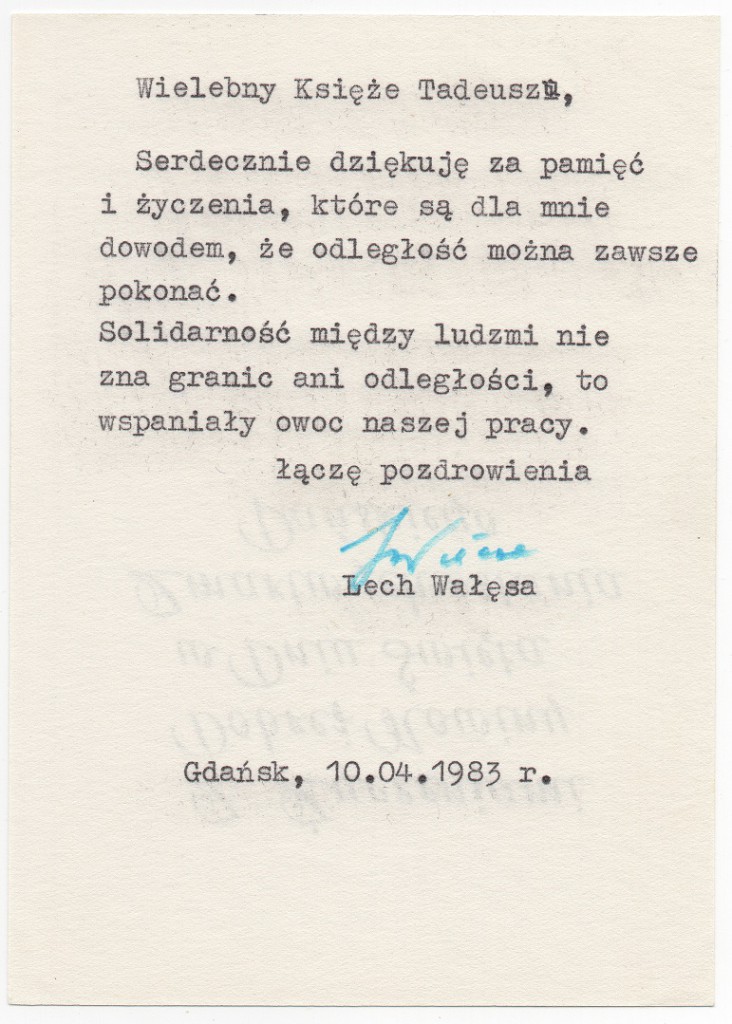 Wielebny Księże Tadeuszu,
Serdecznie dziękuję za pamięć
i życzenia, które są dla mnie
dowodem, że odległość można zawsze
pokonać.
Solidarność między ludzmi nie
zna granic ani odległości, to
wspaniały owoc naszej pracy.
łączę pozdrowienia
Lech Wałęsa
Gdańsk, 10.04.1983 r.